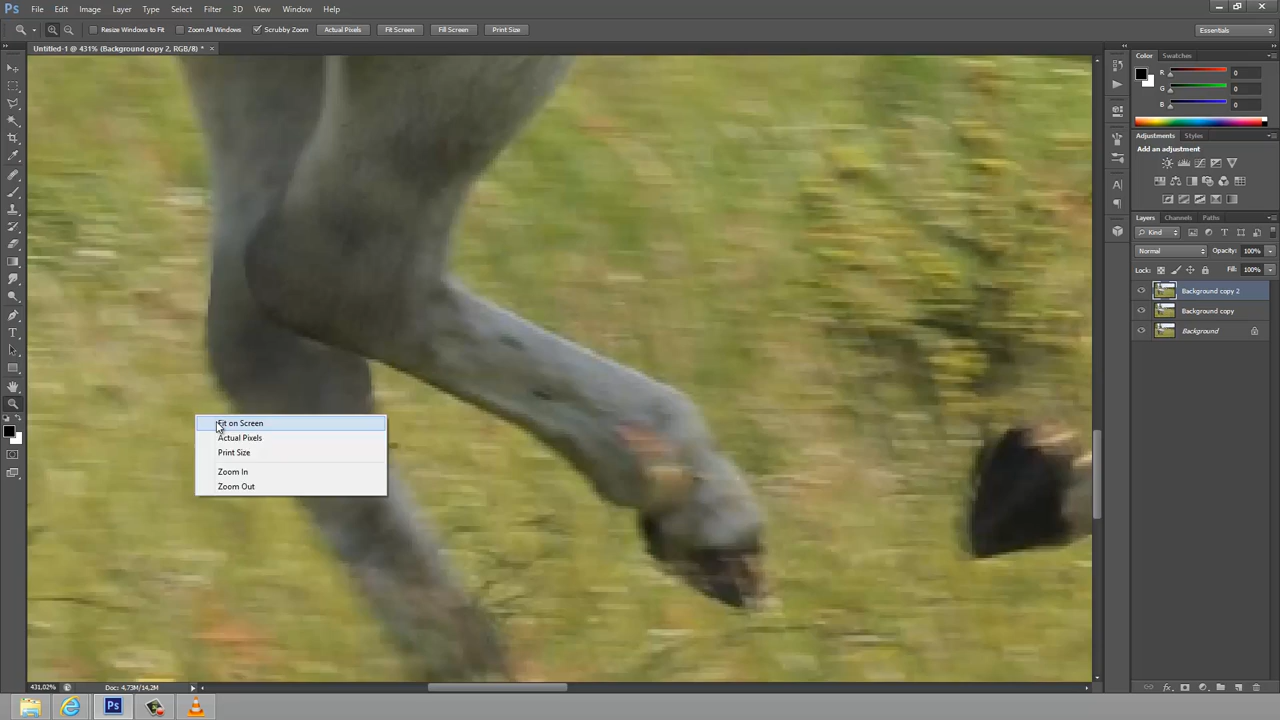 Ps File Edit Image Layer Type Select Filter 3D View Window Help
Resize Windows to Fit Zoom All Windows Scrubby Zoom Actual Pixels Fit Screen Fill Screen Print Size Essentials
Untitled-1 @ 431% (Background copy 2, RGB/8) * ×
Color Swatches
R 0
G 0
B 0
Adjustments Styles
Add an adjustment
Layers Channels Paths
Kind
Normal Opacity: 100%
Lock: Fill: 100%
Background copy 2
Background copy
Background
Fit on Screen
Actual Pixels
Print Size
Zoom In
Zoom Out
431,02% Doc: 4,73M/14,2M
Ps